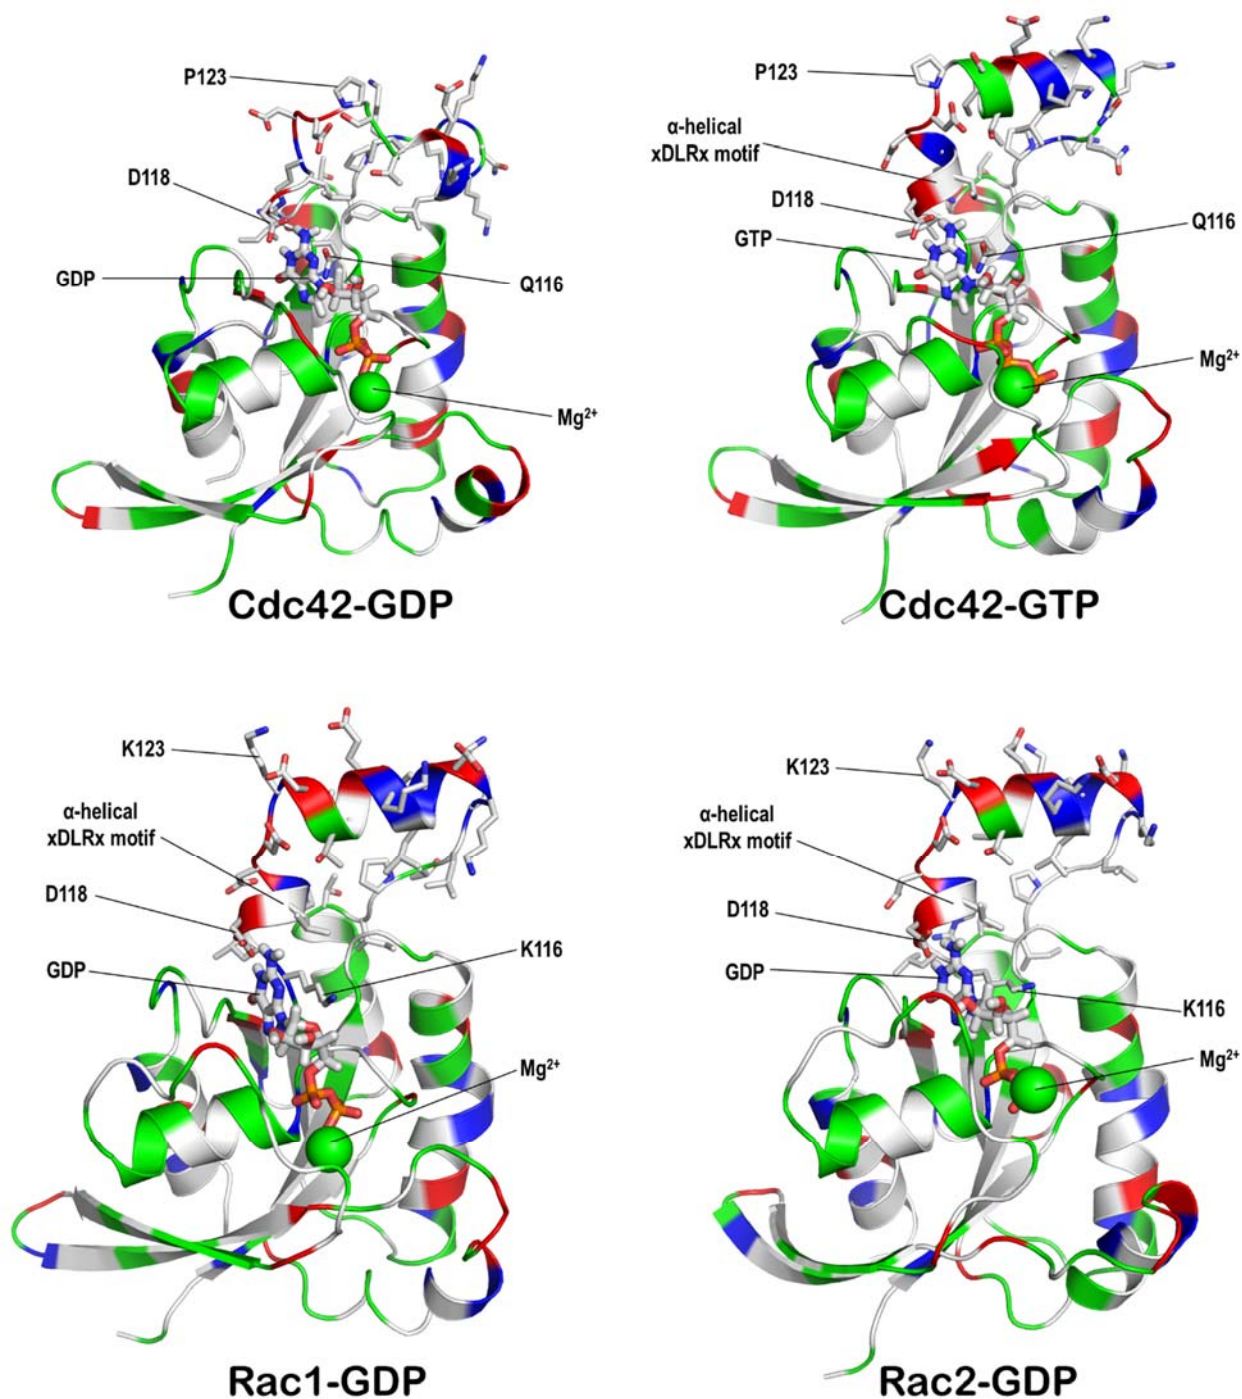 P123
D118
GDP
Q116
Mg²⁺
Cdc42-GDP
P123
α-helical
xDLRx motif
D118
GTP
Q116
Mg²⁺
Cdc42-GTP
K123
α-helical
xDLRx motif
D118
GDP
K116
Mg²⁺
Rac1-GDP
K123
α-helical
xDLRx motif
D118
GDP
K116
Mg²⁺
Rac2-GDP